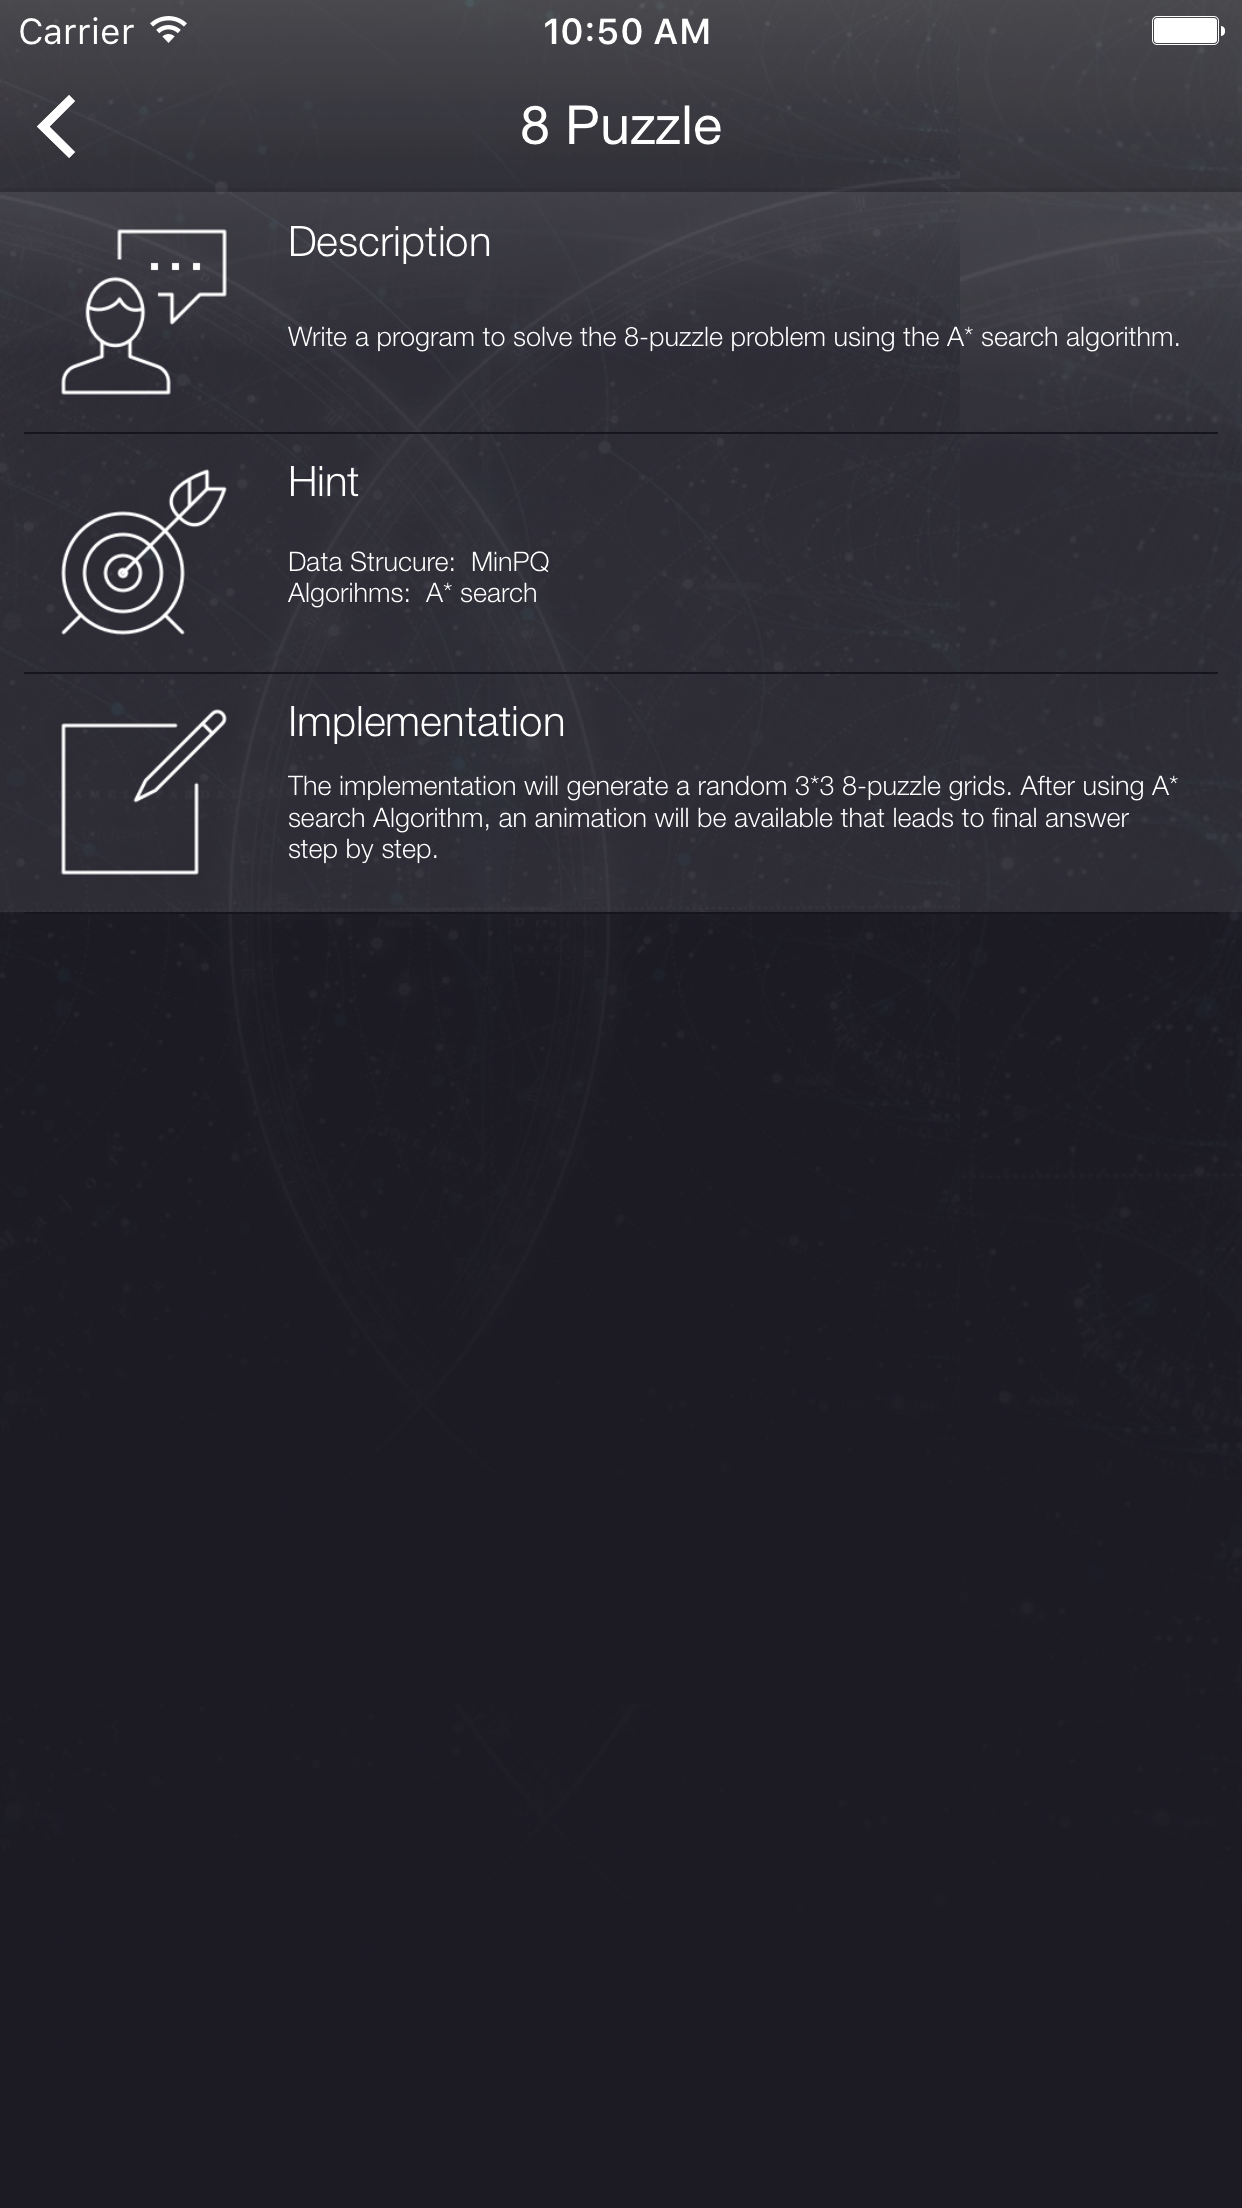 Carrier 10:50 AM
8 Puzzle
Description
Write a program to solve the 8-puzzle problem using the A* search algorithm.
Hint
Data Strucure:  MinPQ
Algorihms:  A* search
Implementation
The implementation will generate a random 3*3 8-puzzle grids. After using A*
search Algorithm, an animation will be available that leads to final answer
step by step.